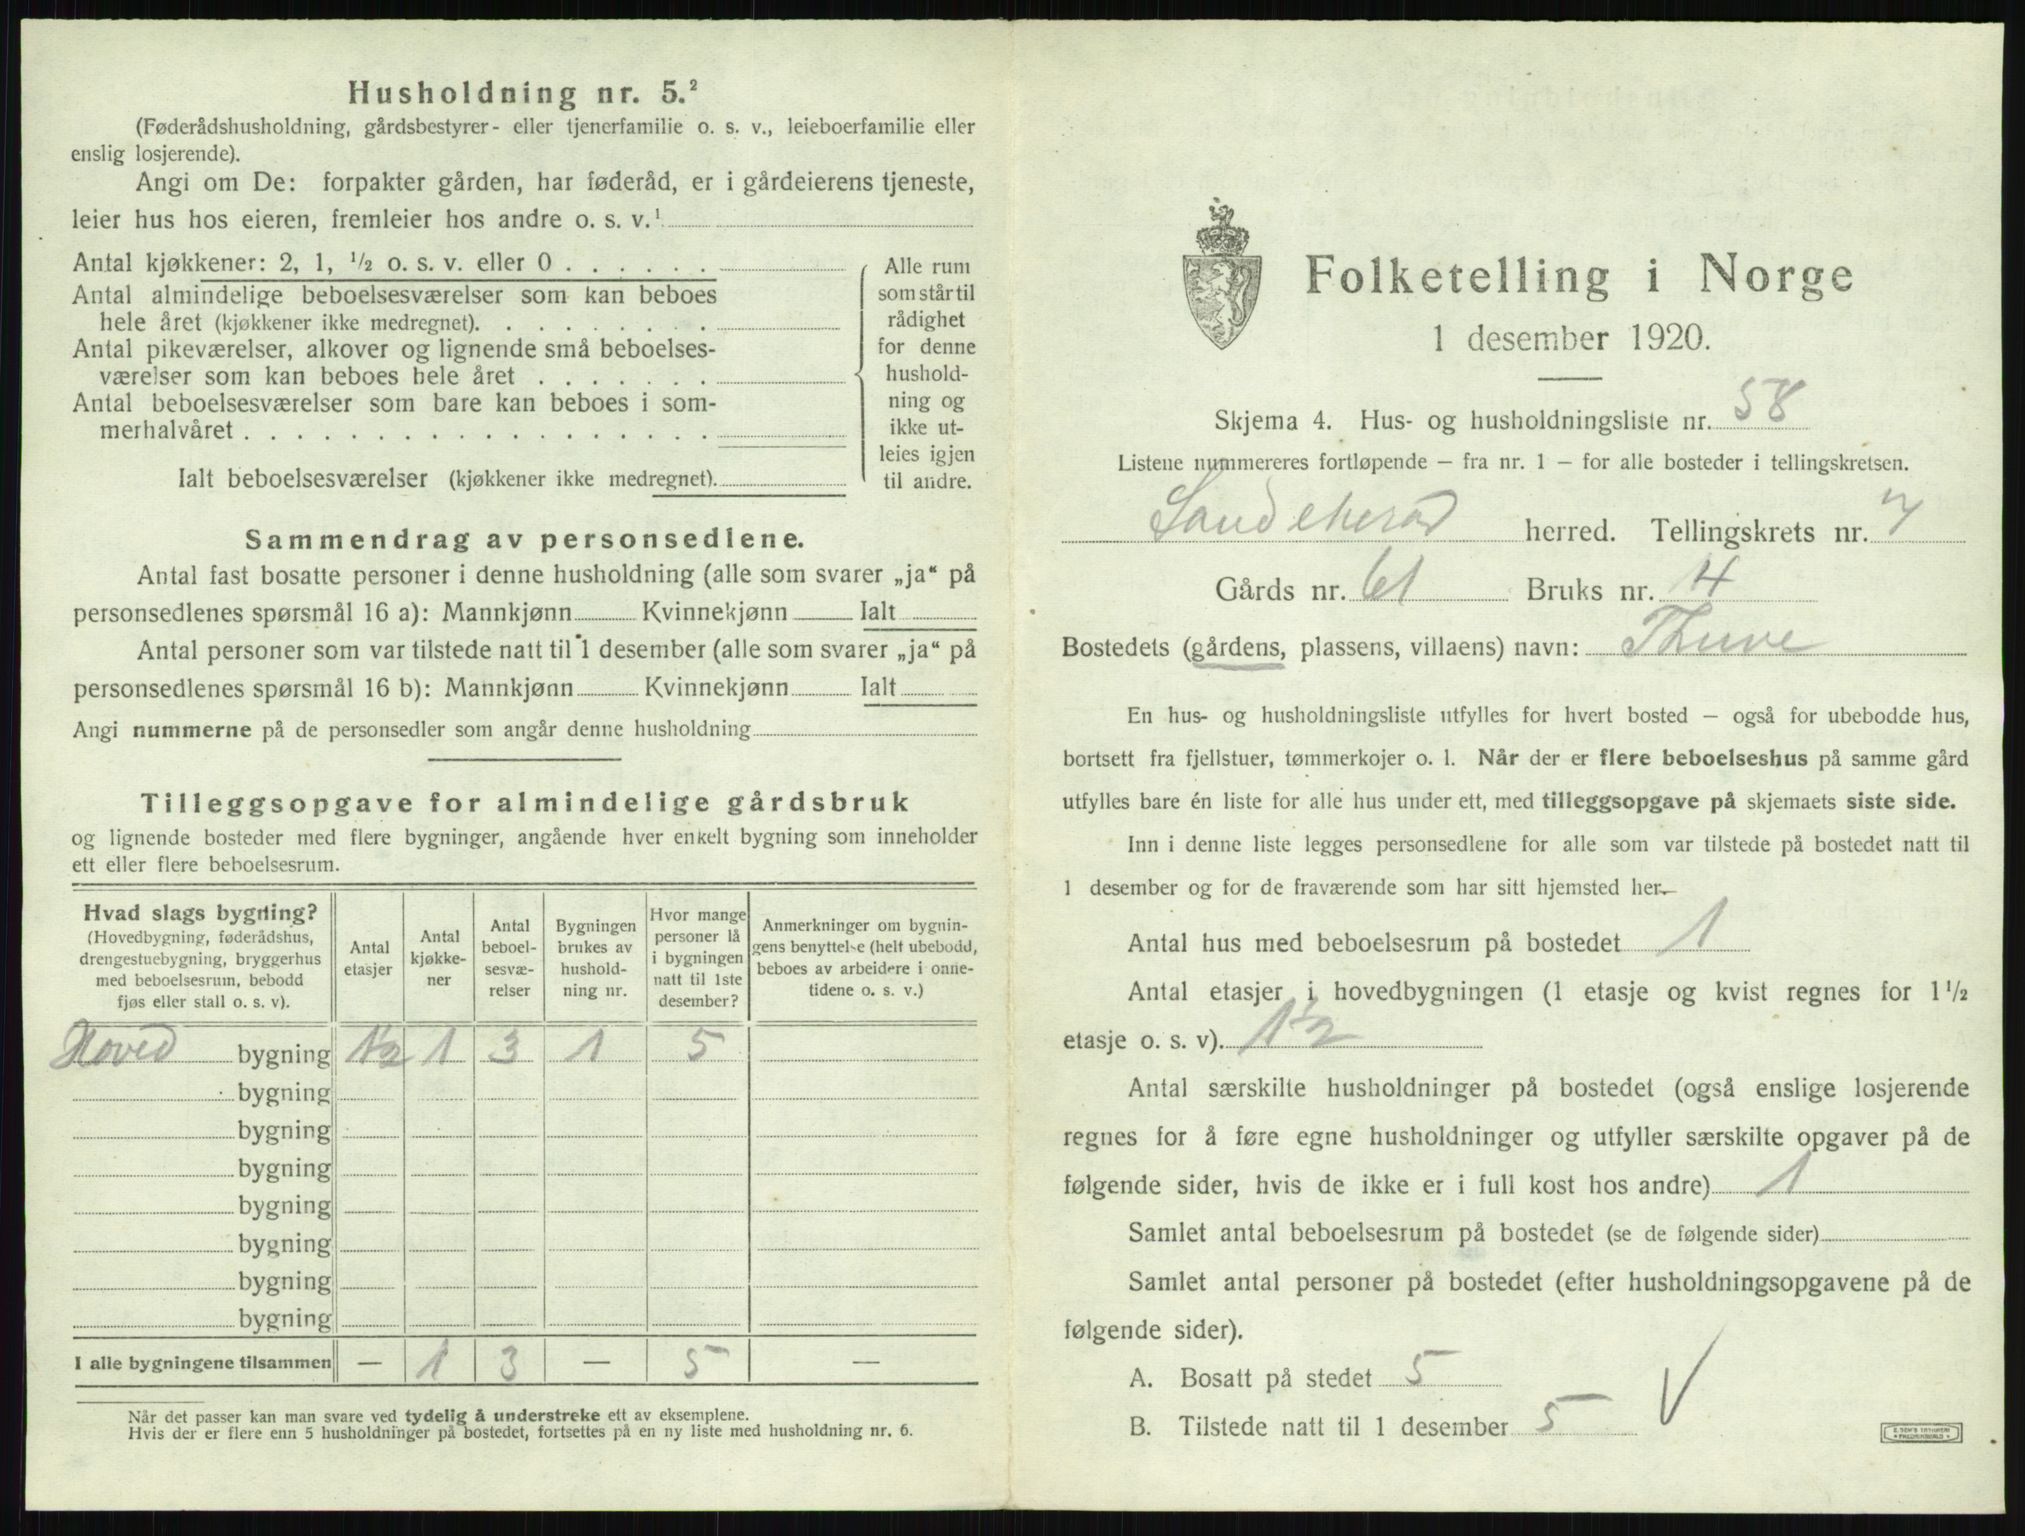 Husholdning nr. 5.²
(Føderådshusholdning, gårdsbestyrer- eller tjenerfamilie o. s. v., leieboerfamilie eller
enslig losjerende).
Angi om De: forpakter gården, har føderåd, er i gårdeierens tjeneste,
leier hus hos eieren, fremleier hos andre o. s. v.¹
Antal kjøkkener: 2, 1, ½ o. s. v. eller 0 . . . . . .
Antal almindelige beboelsesværelser som kan beboes
hele året (kjøkkener ikke medregnet). . . . . . . . .
Antal pikeværelser, alkover og lignende små beboelses-
værelser som kan beboes hele året . . . . . . .
Antal beboelsesværelser som bare kan beboes i som-
merhalvåret . . . . . . . . . . . . . . . . . .
Ialt beboelsesværelser (kjøkkener ikke medregnet).
Alle rum
som står til
rådighet
for denne
hushold-
ning og
ikke ut-
leies igjen
til andre.
Sammendrag av personsedlene.
Antal fast bosatte personer i denne husholdning (alle som svarer „ja“ på
personsedlenes spørsmål 16 a): Mannkjønn Kvinnekjønn Ialt
Antal personer som var tilstede natt til 1 desember (alle som svarer „ja“ på
personsedlenes spørsmål 16 b): Mannkjønn Kvinnekjønn Ialt
Angi nummerne på de personsedler som angår denne husholdning
Tilleggsopgave for almindelige gårdsbruk
og lignende bosteder med flere bygninger, angående hver enkelt bygning som inneholder
ett eller flere beboelsesrum.
Hvad slags bygning?
(Hovedbygning, føderådshus,
drengestuebygning, bryggerhus
med beboelsesrum, bebodd
fjøs eller stall o. s. v).
Antal
etasjer
Antal
kjøkke-
ner
Antal
beboel-
sesvæ-
relser
Bygningen
brukes av
hushold-
ning nr.
Hvor mange
personer lå
i bygningen
natt til 1ste
desember?
Anmerkninger om bygnin-
gens benyttelse (helt ubebodd,
beboes av arbeidere i onne-
tidene o. s. v.)
Hoved bygning 1½ 1 3 1 5
bygning
bygning
bygning
bygning
bygning
bygning
bygning
I alle bygningene tilsammen — 1 3 — 5 —
Når det passer kan man svare ved tydelig å understreke ett av eksemplene.
Hvis der er flere enn 5 husholdninger på bostedet, fortsettes på en ny liste med husholdning nr. 6.
Folketelling i Norge
1 desember 1920.
Skjema 4. Hus- og husholdningsliste nr. 58
Listene nummereres fortløpende – fra nr. 1 – for alle bosteder i tellingskretsen.
Sandeherad herred. Tellingskrets nr. 7
Gårds nr. 61 Bruks nr. 4
Bostedets (gårdens, plassens, villaens) navn: Thuve
En hus- og husholdningsliste utfylles for hvert bosted – også for ubebodde hus,
bortsett fra fjellstuer, tømmerkojer o. l. Når der er flere beboelseshus på samme gård
utfylles bare én liste for alle hus under ett, med tilleggsopgave på skjemaets siste side.
Inn i denne liste legges personsedlene for alle som var tilstede på bostedet natt til
1 desember og for de fraværende som har sitt hjemsted her.
Antal hus med beboelsesrum på bostedet 1
Antal etasjer i hovedbygningen (1 etasje og kvist regnes for 1½
etasje o. s. v). 1½
Antal særskilte husholdninger på bostedet (også enslige losjerende
regnes for å føre egne husholdninger og utfyller særskilte opgaver på de
følgende sider, hvis de ikke er i full kost hos andre) 1
Samlet antal beboelsesrum på bostedet (se de følgende sider)
Samlet antal personer på bostedet (efter husholdningsopgavene på de
følgende sider).
A. Bosatt på stedet 5
B. Tilstede natt til 1 desember 5